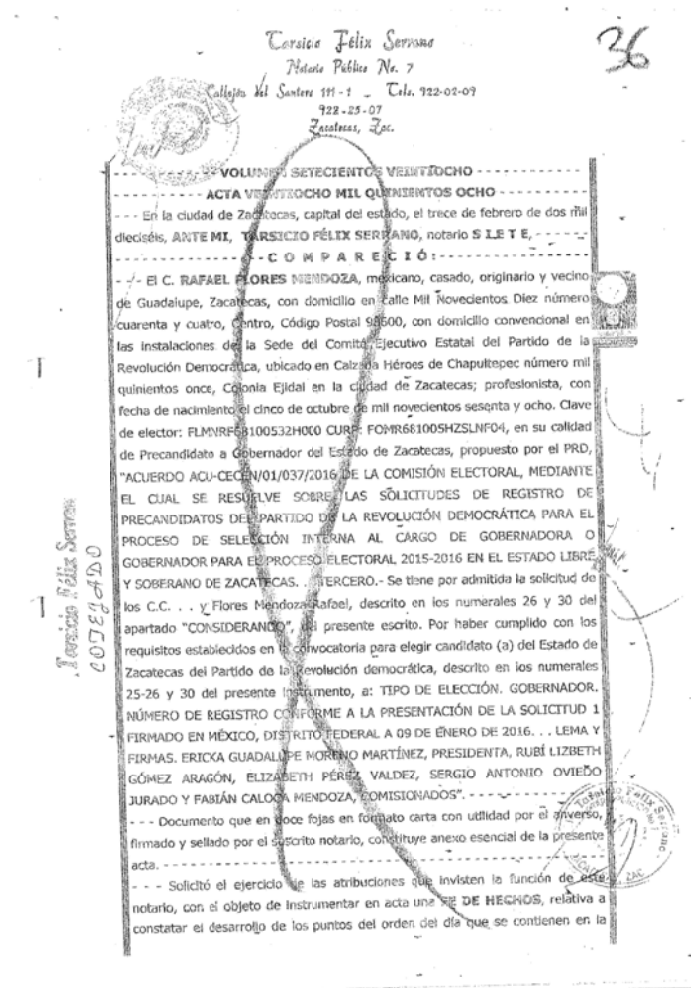 Tarsicio Félix Serrano
Notario Público No. 7
Callejón del Santero 111-1 - Tels. 922-02-09
922-25-07
Zacatecas, Zac.
36
- - - - - - - - - - - VOLUMEN SETECIENTOS VEINTIOCHO - - - - - - - - - - -
- - - - - - - - - ACTA VEINTIOCHO MIL QUINIENTOS OCHO - - - - - - - - -
- - - En la ciudad de Zacatecas, capital del estado, el trece de febrero de dos mil
dieciséis, ANTE MI, TARSICIO FÉLIX SERRANO, notario S I E T E, - - - - - -
- - - - - - - - - - - - - - - C O M P A R E C I Ó: - - - - - - - - - - - - - - -
- - - El C. RAFAEL FLORES MENDOZA, mexicano, casado, originario y vecino
de Guadalupe, Zacatecas, con domicilio en calle Mil Novecientos Diez número
cuarenta y cuatro, Centro, Código Postal 98600, con domicilio convencional en
las instalaciones de la Sede del Comité Ejecutivo Estatal del Partido de la
Revolución Democrática, ubicado en Calzada Héroes de Chapultepec número mil
quinientos once, Colonia Ejidal en la ciudad de Zacatecas; profesionista, con
fecha de nacimiento el cinco de octubre de mil novecientos sesenta y ocho. Clave
de elector: FLMNRF68100532H000 CURP: FOMR681005HZSLNF04, en su calidad
de Precandidato a Gobernador del Estado de Zacatecas, propuesto por el PRD,
"ACUERDO ACU-CECEN/01/037/2016 DE LA COMISIÓN ELECTORAL, MEDIANTE
EL CUAL SE RESUELVE SOBRE LAS SOLICITUDES DE REGISTRO DE
PRECANDIDATOS DEL PARTIDO DE LA REVOLUCIÓN DEMOCRÁTICA PARA EL
PROCESO DE SELECCIÓN INTERNA AL CARGO DE GOBERNADORA O
GOBERNADOR PARA EL PROCESO ELECTORAL 2015-2016 EN EL ESTADO LIBRE
Y SOBERANO DE ZACATECAS. . . TERCERO.- Se tiene por admitida la solicitud de
los C.C. . . y Flores Mendoza Rafael, descrito en los numerales 26 y 30 del
apartado "CONSIDERANDO", del presente escrito. Por haber cumplido con los
requisitos establecidos en la convocatoria para elegir candidato (a) del Estado de
Zacatecas del Partido de la Revolución democrática, descrito en los numerales
25-26 y 30 del presente instrumento, a: TIPO DE ELECCIÓN. GOBERNADOR.
NÚMERO DE REGISTRO CONFORME A LA PRESENTACIÓN DE LA SOLICITUD 1
FIRMADO EN MÉXICO, DISTRITO FEDERAL A 09 DE ENERO DE 2016. . . LEMA Y
FIRMAS. ERICKA GUADALUPE MORENO MARTÍNEZ, PRESIDENTA, RUBÍ LIZBETH
GÓMEZ ARAGÓN, ELIZABETH PÉREZ VALDEZ, SERGIO ANTONIO OVIEDO
JURADO Y FABIÁN CALOCA MENDOZA, COMISIONADOS". - - - - - - - - - -
- - - Documento que en doce fojas en formato carta con utilidad por el anverso,
firmado y sellado por el suscrito notario, constituye anexo esencial de la presente
acta. - - - - - - - - - - - - - - - - - - - - - - - - - - - - - - - - - - - - - - - -
- - - Solicitó el ejercicio de las atribuciones que invisten la función de este
notario, con el objeto de instrumentar en acta una FE DE HECHOS, relativa a
constatar el desarrollo de los puntos del orden del día que se contienen en la
Tarsicio Félix Serrano
COTEJADO
Tarsicio Félix Serrano
ZAC